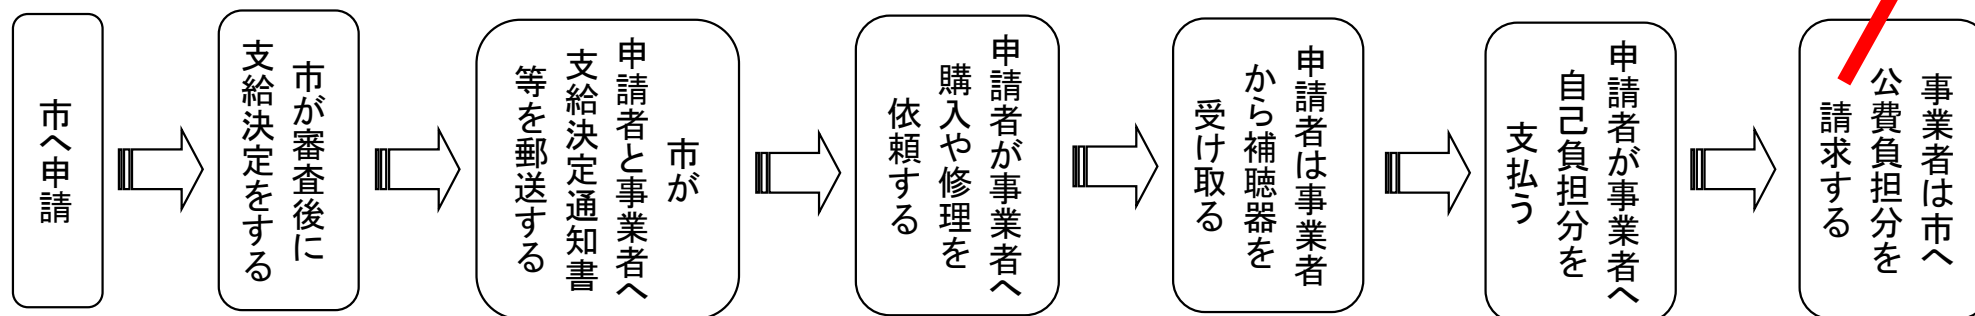 市へ申請
市が審査後に
支給決定をする
市が
申請者と事業者へ
支給決定通知書
等を郵送する
申請者が事業者へ
購入や修理を
依頼する
申請者は事業者
から補聴器を
受け取る
申請者が事業者へ
自己負担分を
支払う
事業者は市へ
公費負担分を
請求する